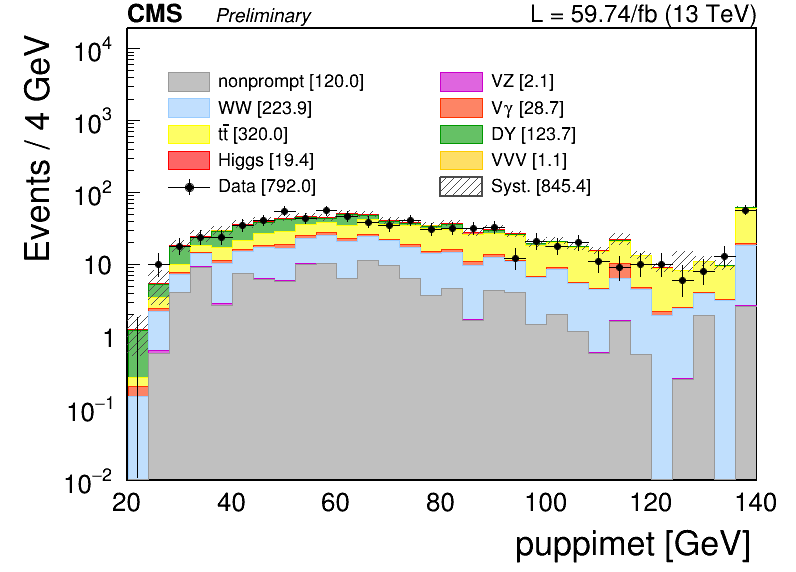 CMS Preliminary L = 59.74/fb (13 TeV)
Events / 4 GeV
10⁴
10³
10²
10
1
10⁻¹
10⁻²
nonprompt [120.0]
WW [223.9]
tt̄ [320.0]
Higgs [19.4]
Data [792.0]
VZ [2.1]
Vγ [28.7]
DY [123.7]
VVV [1.1]
Syst. [845.4]
20 40 60 80 100 120 140
puppimet [GeV]